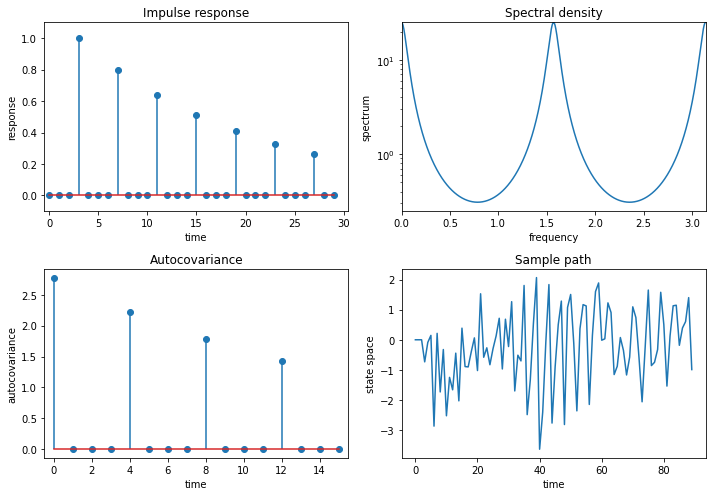 Impulse response
1.0
0.8
0.6
0.4
0.2
0.0
response
0 5 10 15 20 25 30
time
Spectral density
10¹
10⁰
spectrum
0.0 0.5 1.0 1.5 2.0 2.5 3.0
frequency
Autocovariance
2.5
2.0
1.5
1.0
0.5
0.0
autocovariance
0 2 4 6 8 10 12 14
time
Sample path
2
1
0
−1
−2
−3
state space
0 20 40 60 80
time